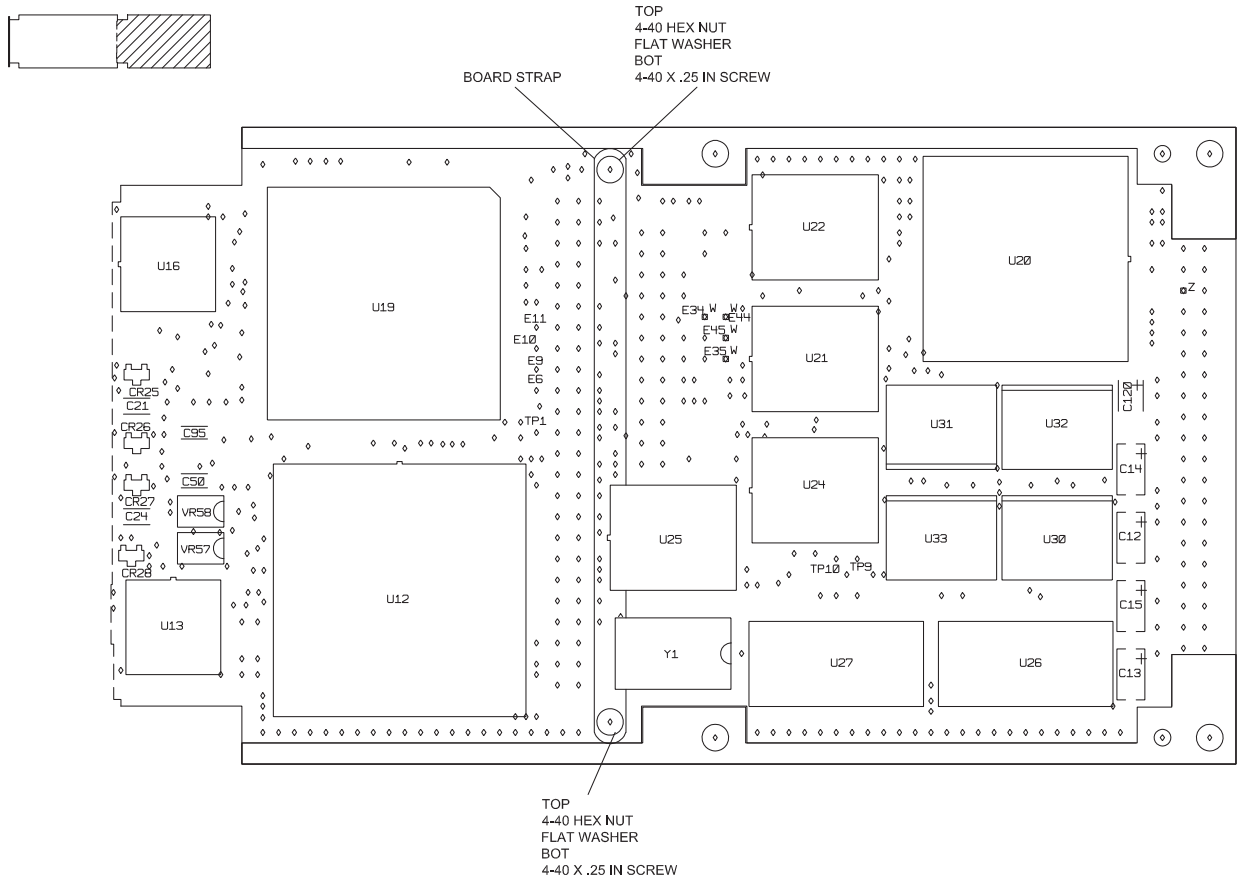 TOP
4-40 HEX NUT
FLAT WASHER
BOT
4-40 X .25 IN SCREW
BOARD STRAP
U16
U19
U22
U20
Z
E34 W W E44
E45 W
E35 W
E11
E10
E9
E6
TP1
U21
CR25
C21
CR26
C95
U31
U32
C120
C14
CR27
C50
C24
VR58
VR57
CR28
U24
U25
U33
U30
C12
TP10 TP9
U12
U13
C15
Y1
U27
U26
C13
TOP
4-40 HEX NUT
FLAT WASHER
BOT
4-40 X .25 IN SCREW